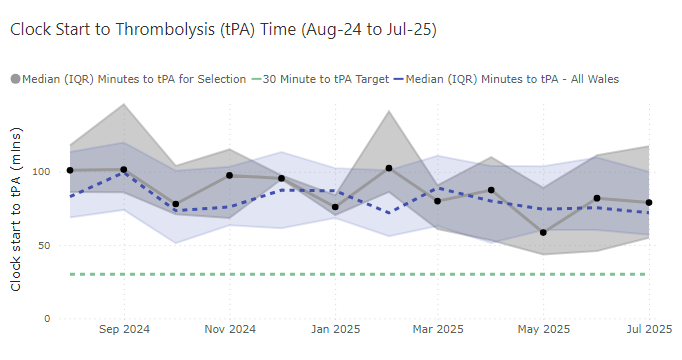 Clock Start to Thrombolysis (tPA) Time (Aug-24 to Jul-25)
Median (IQR) Minutes to tPA for Selection 30 Minute to tPA Target Median (IQR) Minutes to tPA - All Wales
Clock start to tPA (mins)
100
50
0
Sep 2024 Nov 2024 Jan 2025 Mar 2025 May 2025 Jul 2025